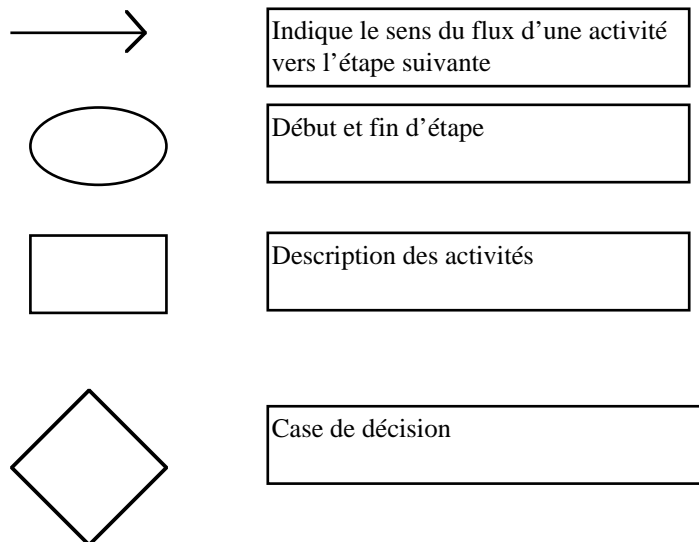 Indique le sens du flux d’une activité
vers l’étape suivante
Début et fin d’étape
Description des activités
Case de décision